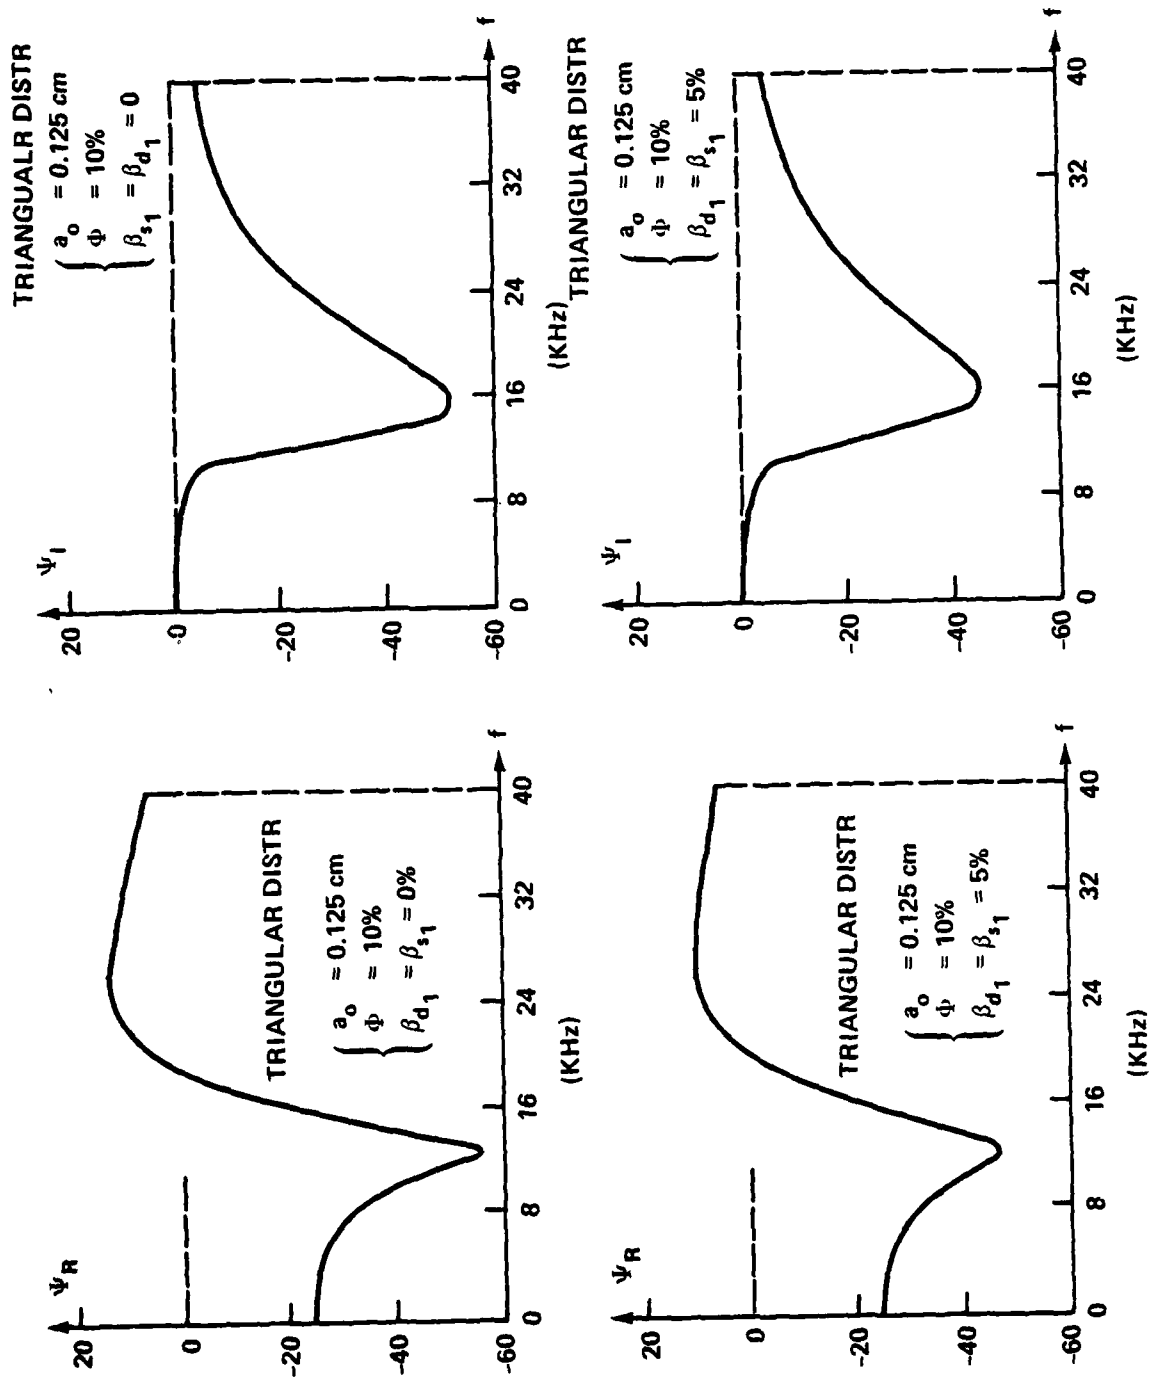 Ψ_R
20
0
-20
-40
-60
0
8
16
24
32
40
f
(KHz)
TRIANGULAR DISTR
a_o = 0.125 cm
Φ = 10%
β_d1 = β_s1 = 0%
Ψ_I
20
0
-20
-40
-60
0
8
16
24
32
40
f
(KHz)
TRIANGUALR DISTR
a_o = 0.125 cm
Φ = 10%
β_s1 = β_d1 = 0
Ψ_R
20
0
-20
-40
-60
0
8
16
24
32
40
f
(KHz)
TRIANGULAR DISTR
a_o = 0.125 cm
Φ = 10%
β_d1 = β_s1 = 5%
Ψ_I
20
0
-20
-40
-60
0
8
16
24
32
40
f
(KHz)
TRIANGULAR DISTR
a_o = 0.125 cm
Φ = 10%
β_d1 = β_s1 = 5%